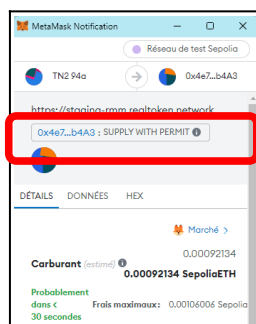 MetaMask Notification
Réseau de test Sepolia
TN2 94a
0x4e7...b4A3
https://staging-rmm.realtoken.network
0x4e7...b4A3 : SUPPLY WITH PERMIT
DÉTAILS DONNÉES HEX
Marché >
0.00092134
Carburant (estimé)
0.00092134 SepoliaETH
Probablement
dans <
30 secondes
Frais maximaux: 0.00106006 Sepolia